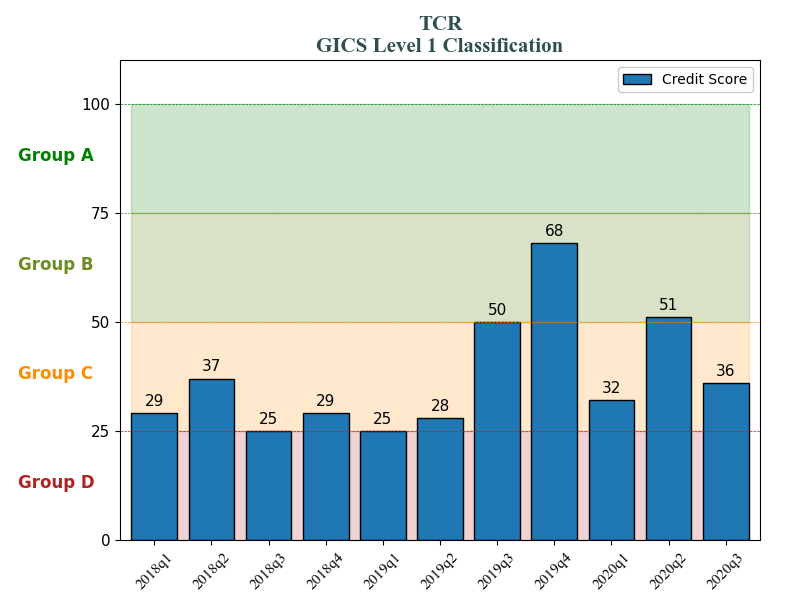 TCR
GICS Level 1 Classification
Credit Score
100
Group A
75
68
Group B
50
50
51
37
36
Group C
32
29
29
28
25
25
25
Group D
0
2018q1 2018q2 2018q3 2018q4 2019q1 2019q2 2019q3 2019q4 2020q1 2020q2 2020q3